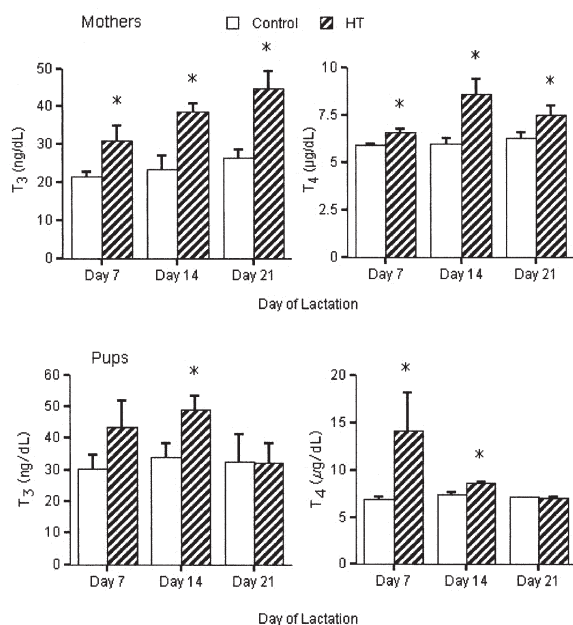 Mothers
Control HT
50
40
30
20
10
0
T3 (ng/dL)
* * *
Day 7 Day 14 Day 21
10
7.5
5
2.5
0
T4 (µg/dL)
* * *
Day 7 Day 14 Day 21
Day of Lactation
Pups
60
50
40
30
20
10
0
T3 (ng/dL)
*
Day 7 Day 14 Day 21
20
15
10
5
0
T4 (µg/dL)
* *
Day 7 Day 14 Day 21
Day of Lactation